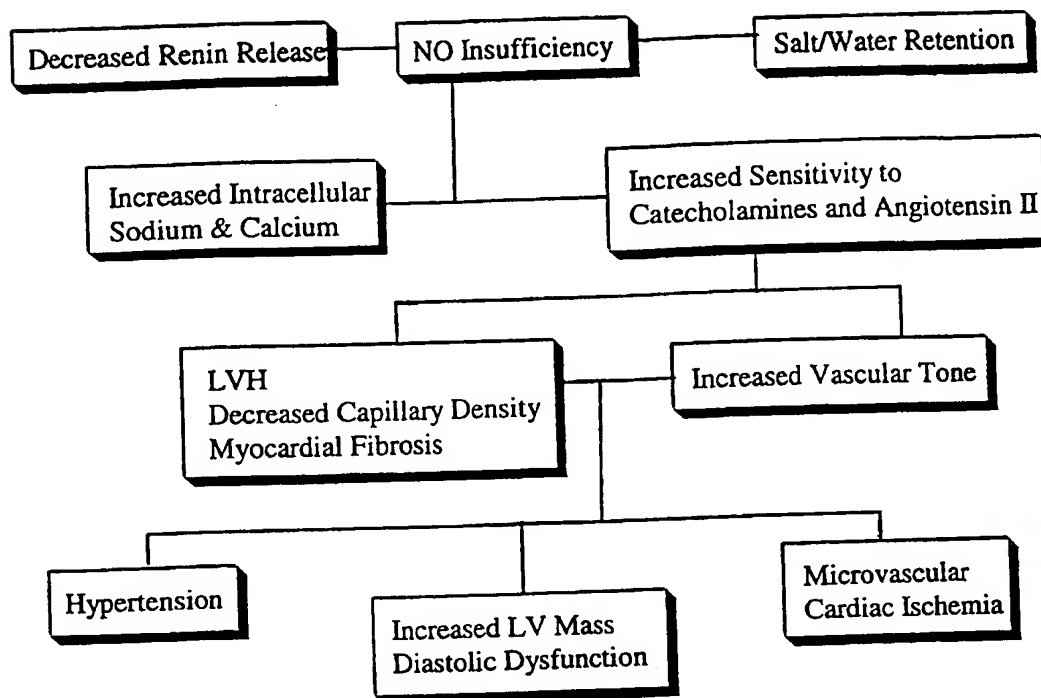 Decreased Renin Release
NO Insufficiency
Salt/Water Retention
Increased Intracellular
Sodium & Calcium
Increased Sensitivity to
Catecholamines and Angiotensin II
LVH
Decreased Capillary Density
Myocardial Fibrosis
Increased Vascular Tone
Hypertension
Increased LV Mass
Diastolic Dysfunction
Microvascular
Cardiac Ischemia